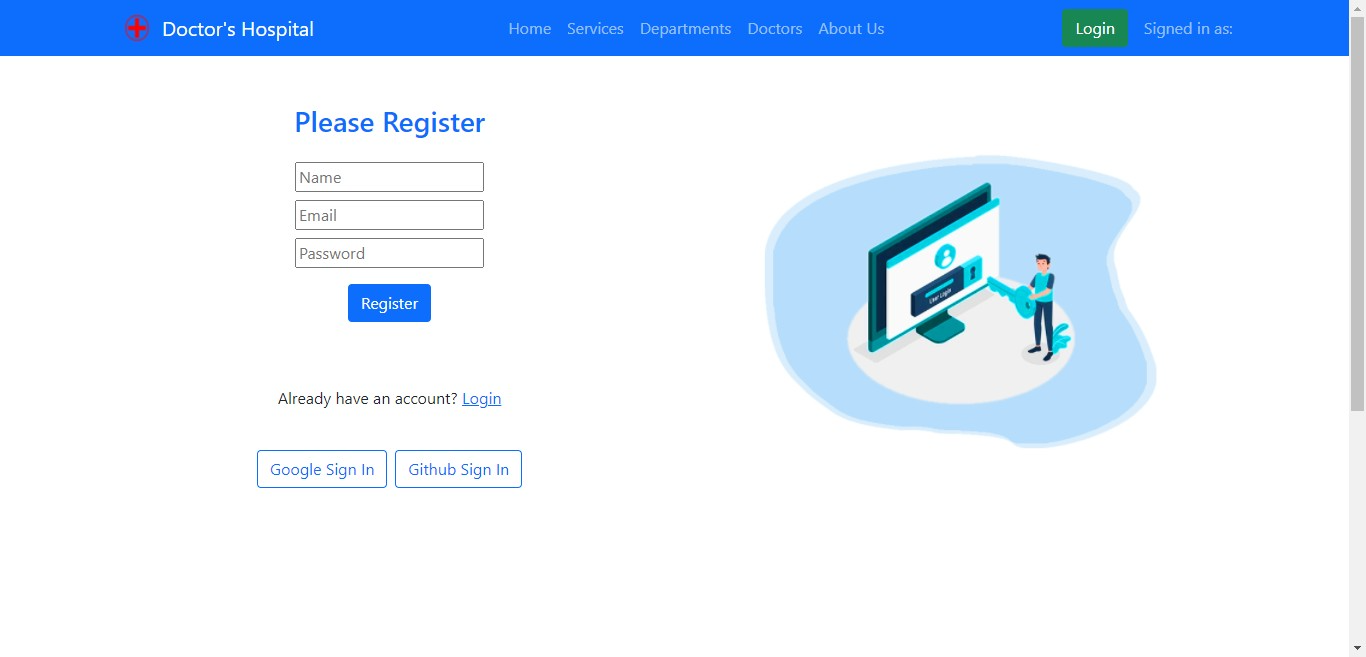 Doctor's Hospital Home Services Departments Doctors About Us Login Signed in as:
Please Register
Name
Email
Password
Register
Already have an account? Login
Google Sign In Github Sign In
User Login